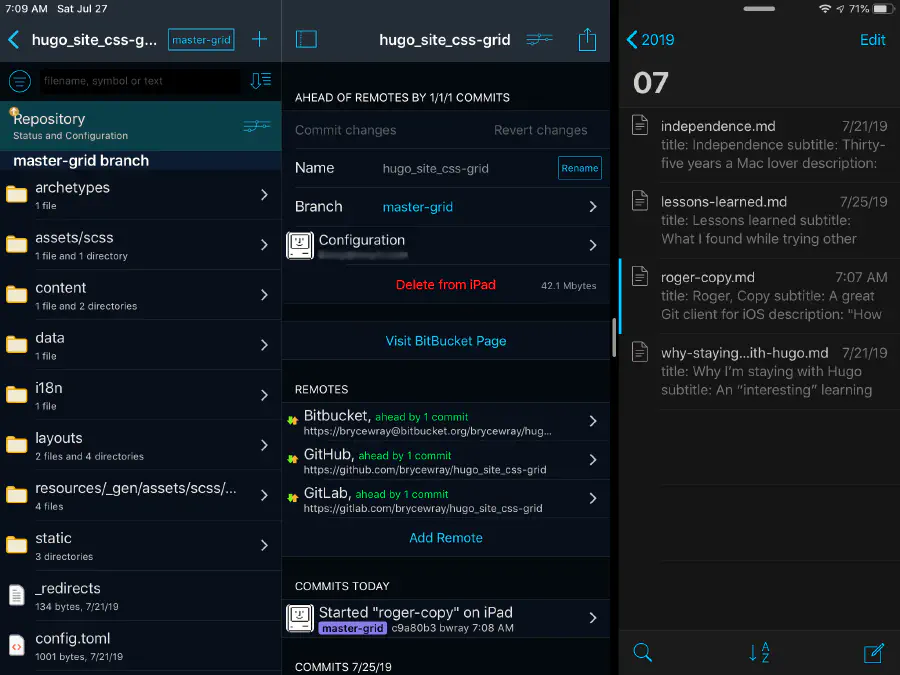 7:09 AM Sat Jul 27
71%
hugo_site_css-g...
master-grid
filename, symbol or text
Repository
Status and Configuration
master-grid branch
archetypes
1 file
assets/scss
1 file and 1 directory
content
1 file and 2 directories
data
1 file
i18n
1 file
layouts
2 files and 4 directories
resources/_gen/assets/scss/...
4 files
static
3 directories
_redirects
134 bytes, 7/21/19
config.toml
1001 bytes, 7/21/19
hugo_site_css-grid
AHEAD OF REMOTES BY 1/1/1 COMMITS
Commit changes Revert changes
Name hugo_site_css-grid Rename
Branch master-grid
Configuration
Delete from iPad 42.1 Mbytes
Visit BitBucket Page
REMOTES
Bitbucket, ahead by 1 commit
https://brycewray@bitbucket.org/brycewray/hug...
GitHub, ahead by 1 commit
https://github.com/brycewray/hugo_site_css-grid
GitLab, ahead by 1 commit
https://gitlab.com/brycewray/hugo_site_css-grid
Add Remote
COMMITS TODAY
Started "roger-copy" on iPad
master-grid c9a80b3 bwray 7:08 AM
COMMITS 7/25/19
2019 Edit
07
independence.md 7/21/19
title: Independence subtitle: Thirty-
five years a Mac lover description:
lessons-learned.md 7/25/19
title: Lessons learned subtitle:
What I found while trying other
roger-copy.md 7:07 AM
title: Roger, Copy subtitle: A great
Git client for iOS description: "How
why-staying...ith-hugo.md 7/21/19
title: Why I’m staying with Hugo
subtitle: An “interesting” learning
A
Z